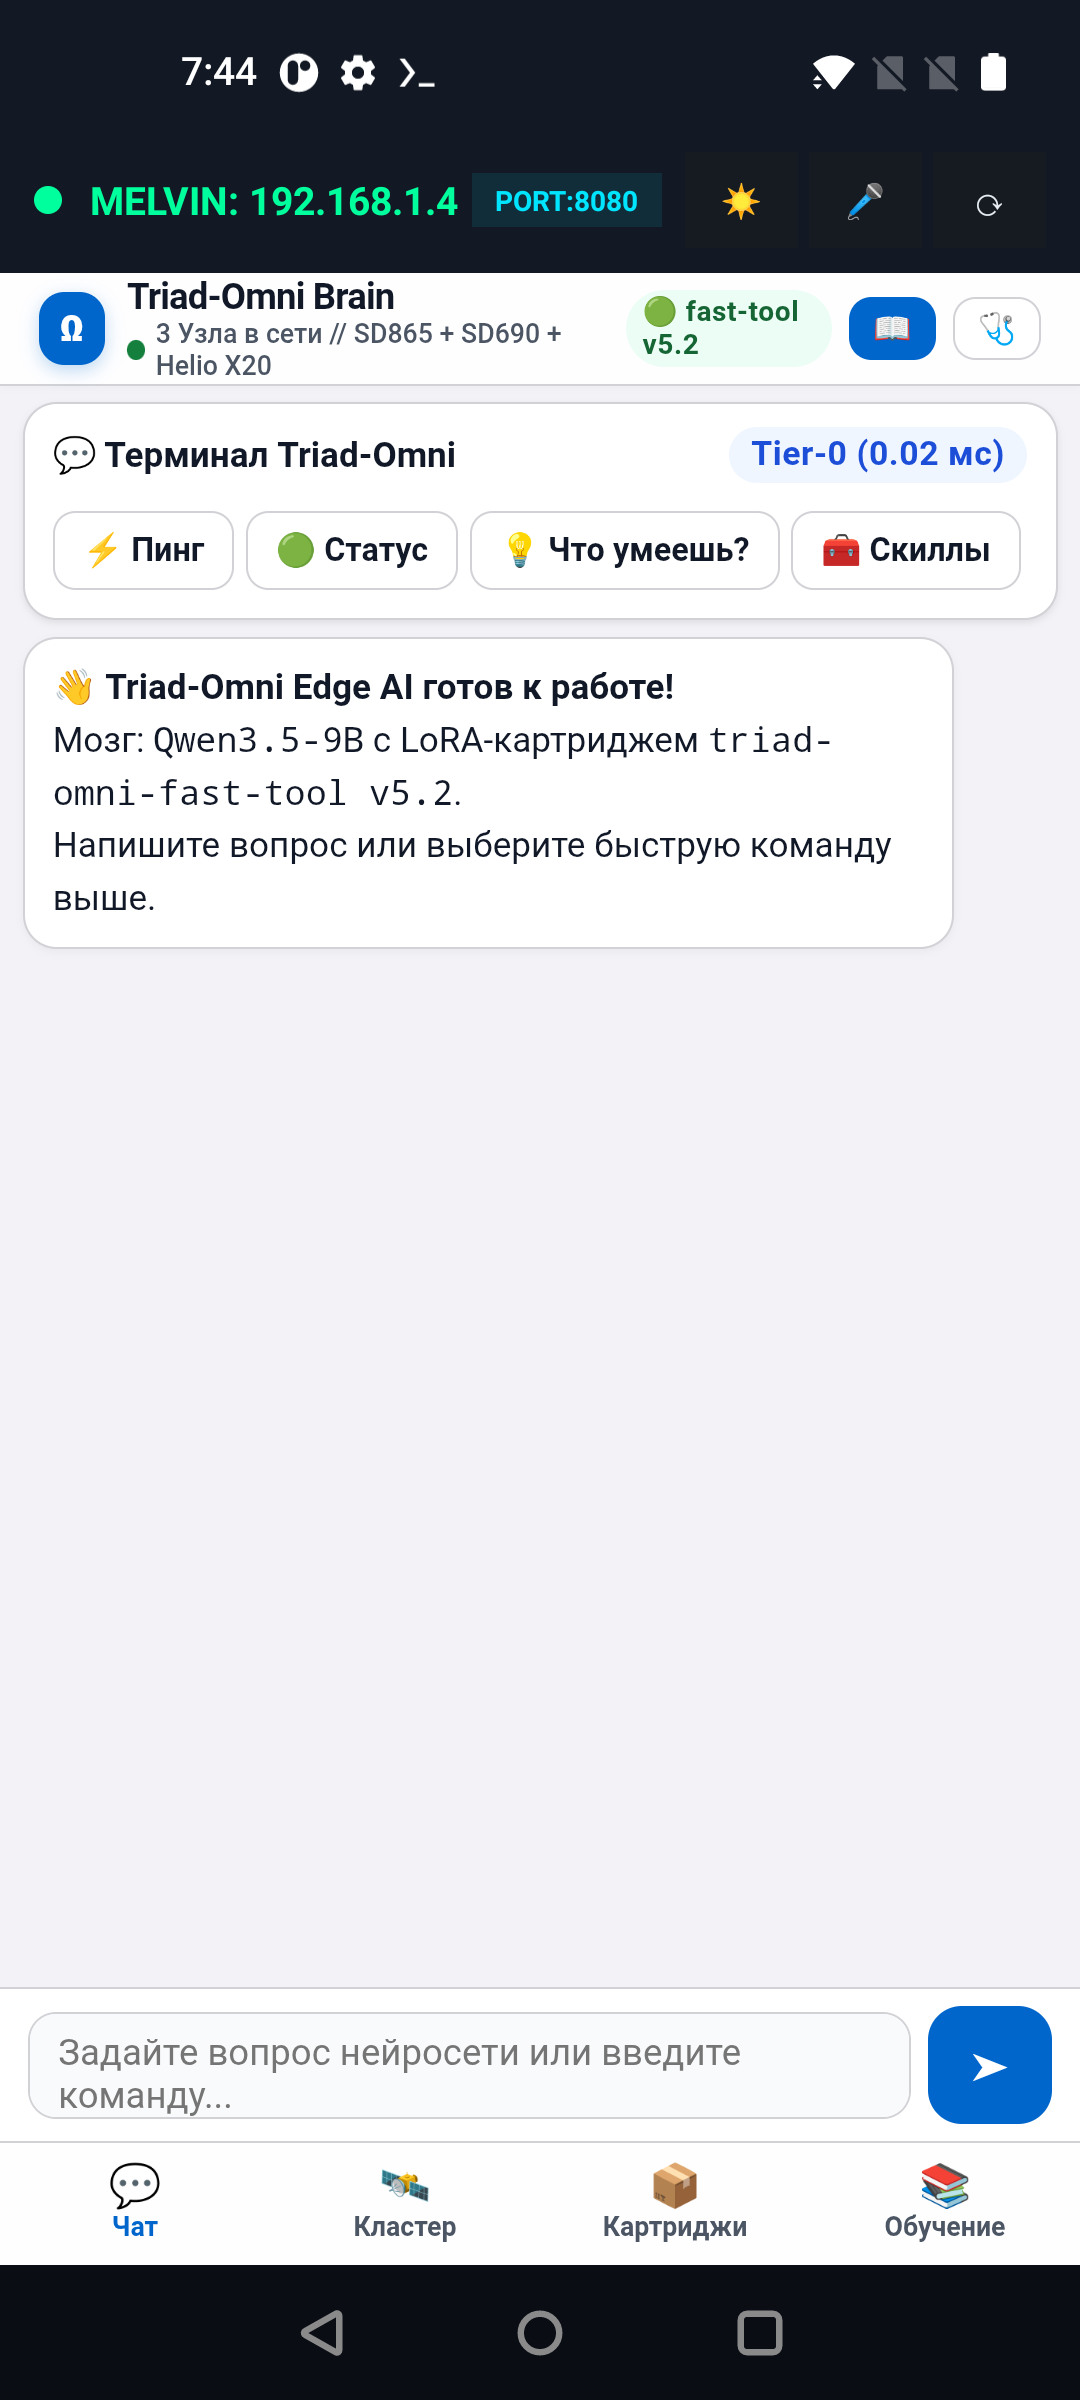 7:44
MELVIN: 192.168.1.4
PORT:8080
Ω
Triad-Omni Brain
3 Узла в сети // SD865 + SD690 +
Helio X20
fast-tool
v5.2
Терминал Triad-Omni
Tier-0 (0.02 мс)
Пинг
Статус
Что умеешь?
Скиллы
Triad-Omni Edge AI готов к работе!
Мозг: Qwen3.5-9B с LoRA-картриджем triad-
omni-fast-tool v5.2.
Напишите вопрос или выберите быструю команду
выше.
Задайте вопрос нейросети или введите
команду...
Чат
Кластер
Картриджи
Обучение